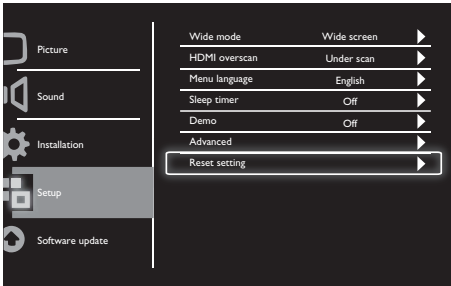 Picture
Sound
Installation
Setup
Software update
Wide mode Wide screen
HDMI overscan Under scan
Menu language English
Sleep timer Off
Demo Off
Advanced
Reset setting